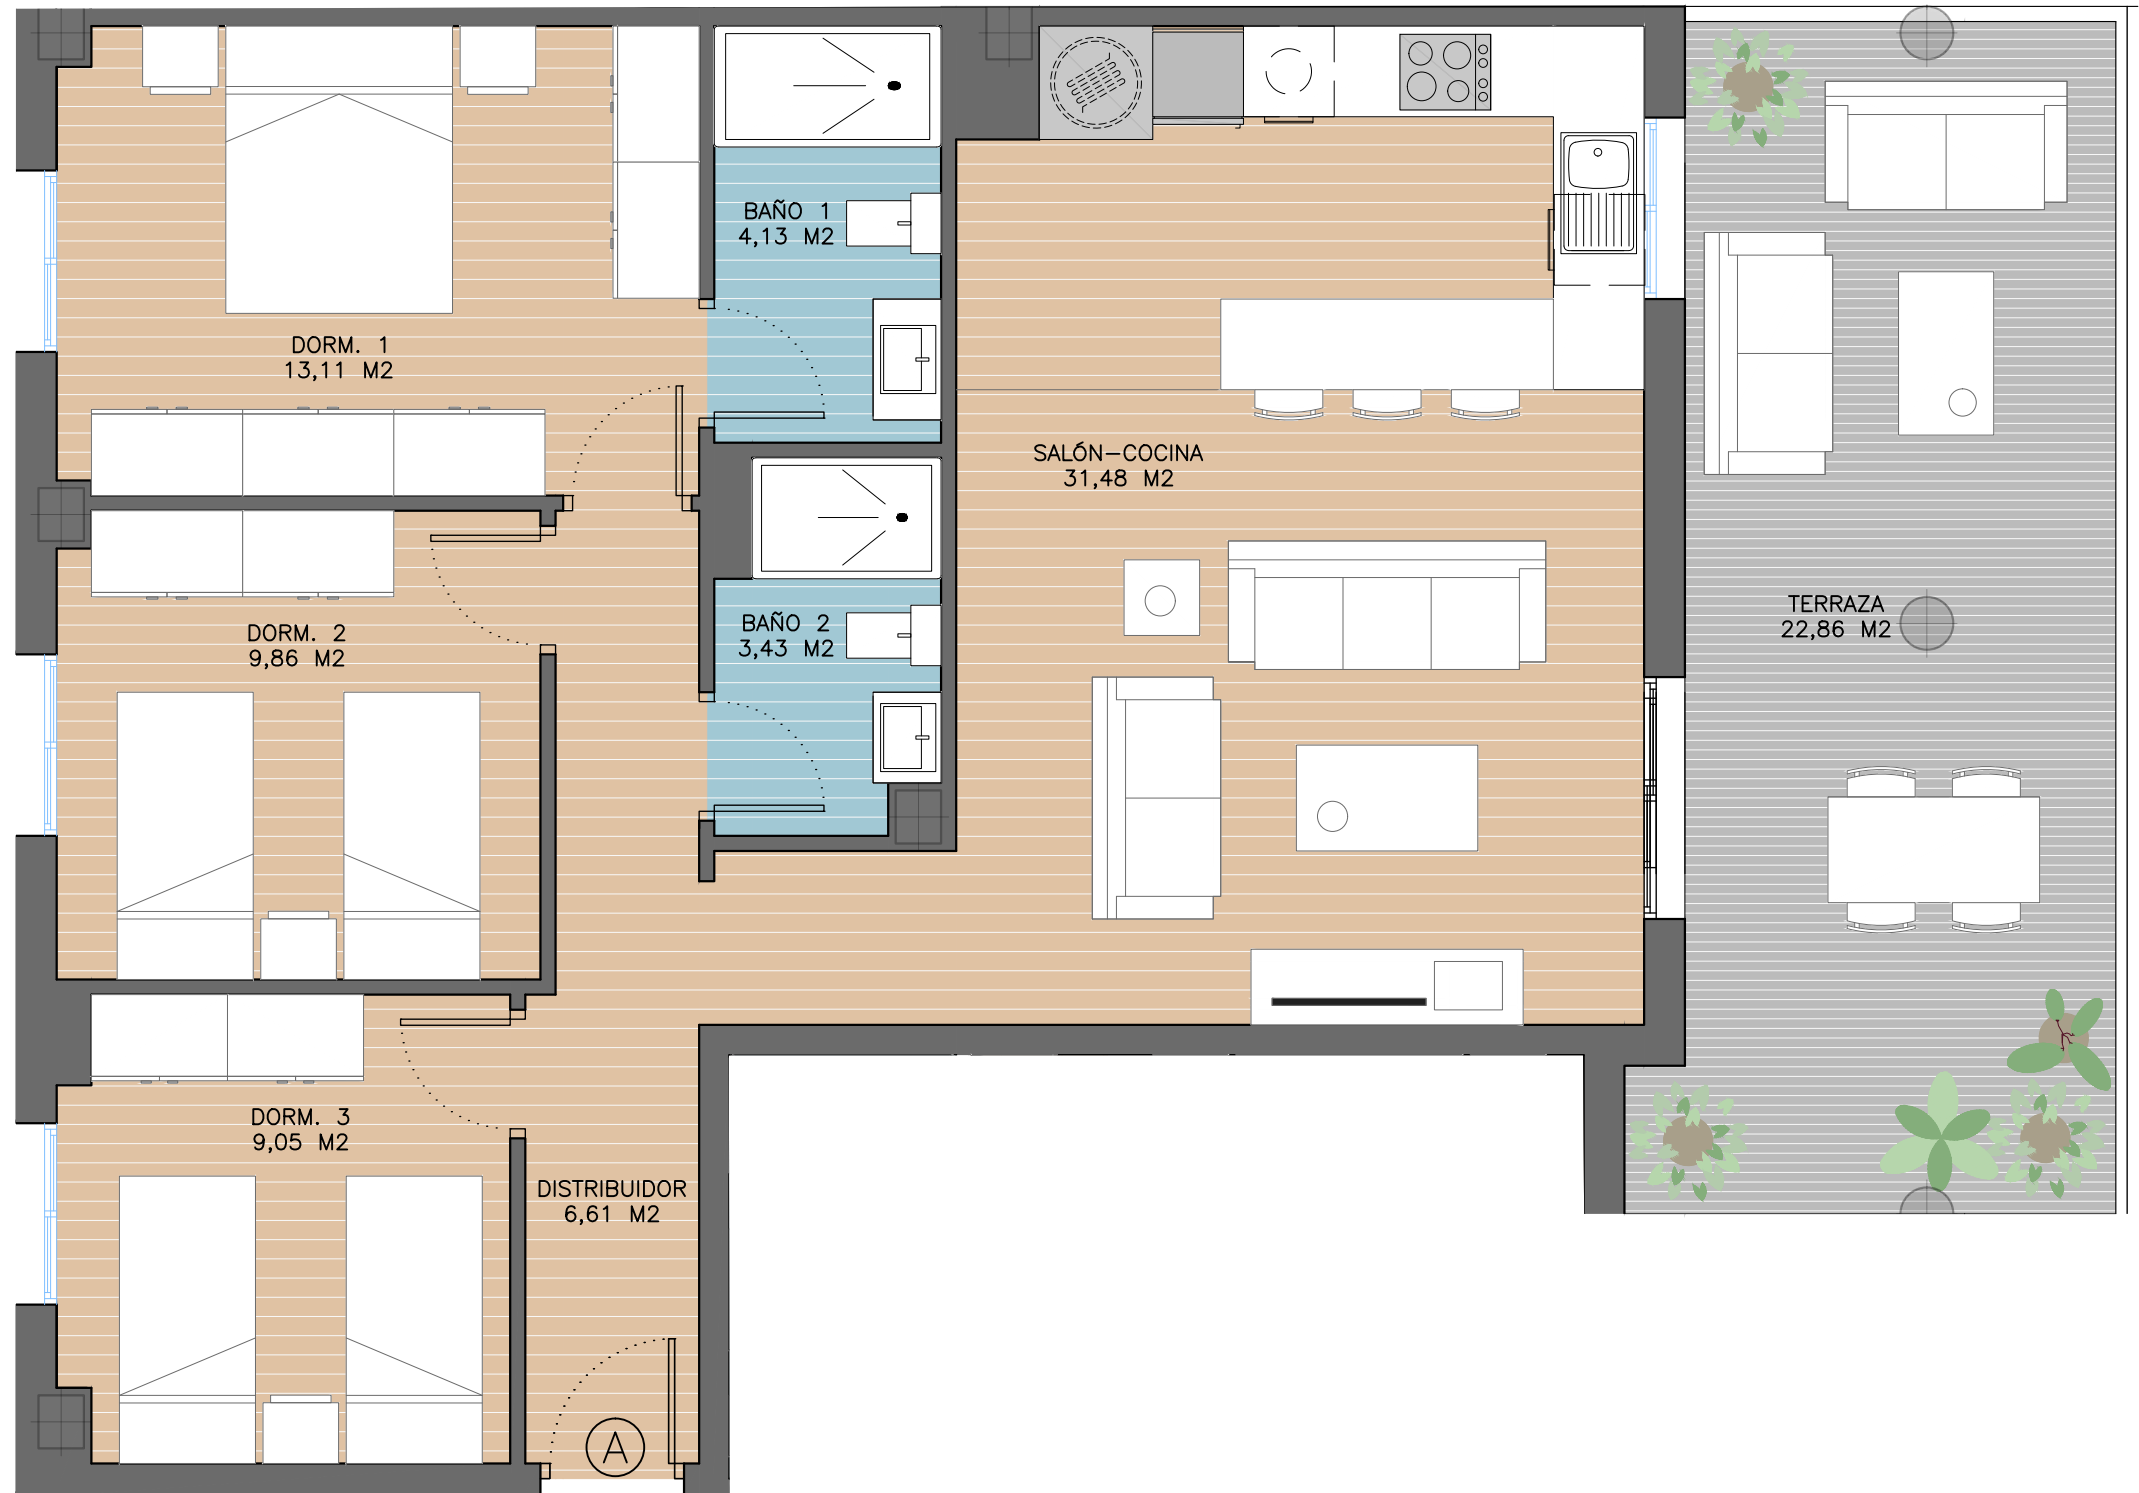 BAÑO 1
4,13 M2
DORM. 1
13,11 M2
SALÓN-COCINA
31,48 M2
TERRAZA
22,86 M2
BAÑO 2
3,43 M2
DORM. 2
9,86 M2
DORM. 3
9,05 M2
DISTRIBUIDOR
6,61 M2
A